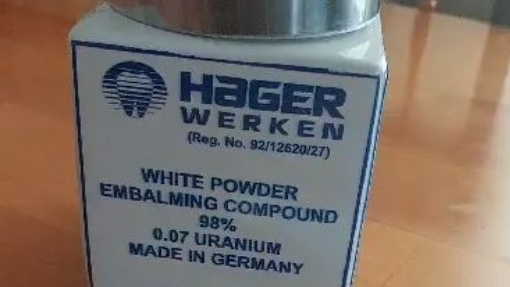 HAGER
WERKEN
(Reg. No. 92/12620/27)
WHITE POWDER
EMBALMING COMPOUND
98%
0.07 URANIUM
MADE IN GERMANY